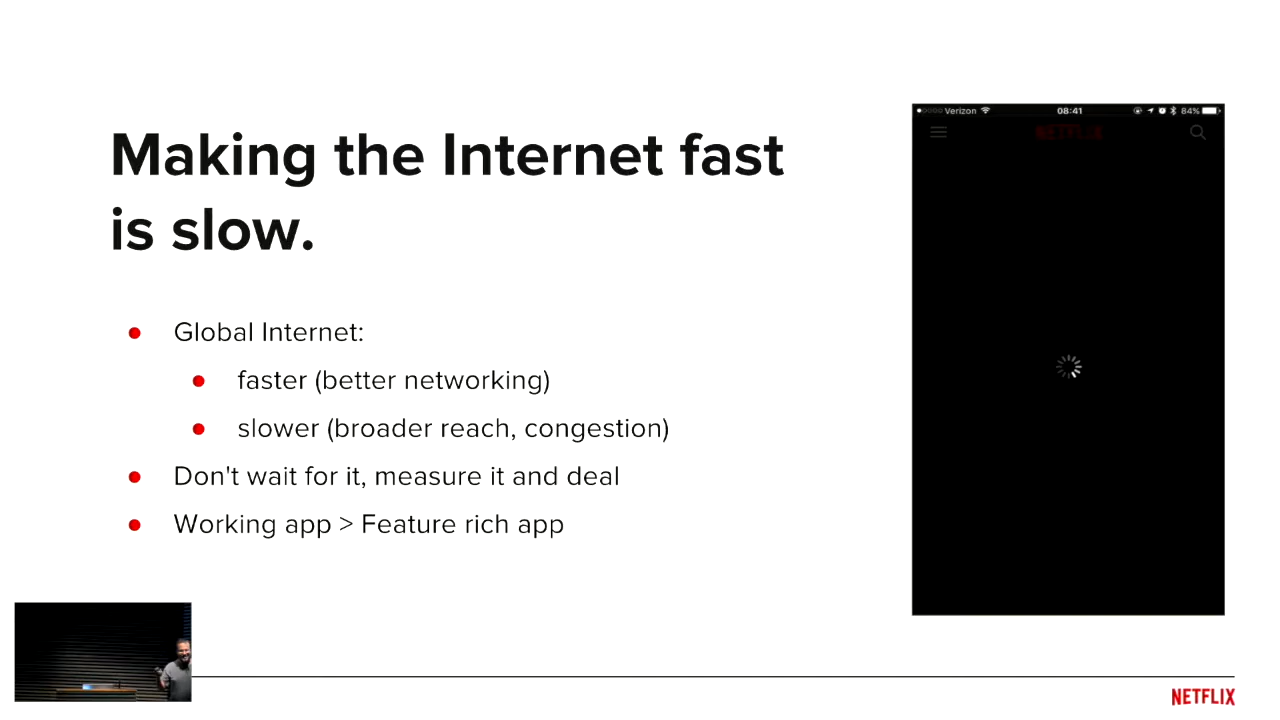 Making the Internet fast
is slow.
Global Internet:
faster (better networking)
slower (broader reach, congestion)
Don't wait for it, measure it and deal
Working app > Feature rich app
Verizon 08:41 84%
NETFLIX
NETFLIX